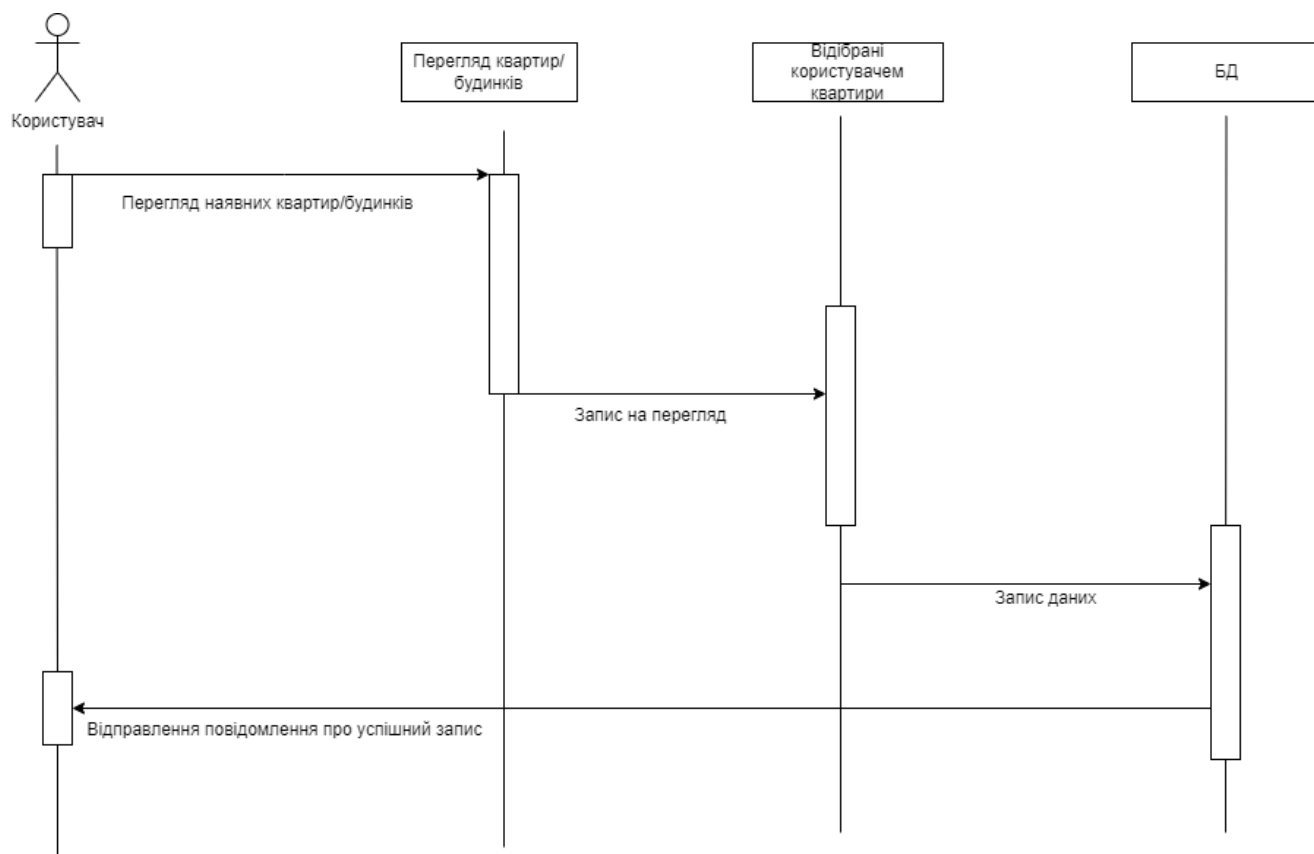 Користувач
Перегляд квартир/
будинків
Відібрані
користувачем
квартири
БД
Перегляд наявних квартир/будинків
Запис на перегляд
Запис даних
Відправлення повідомлення про успішний запис